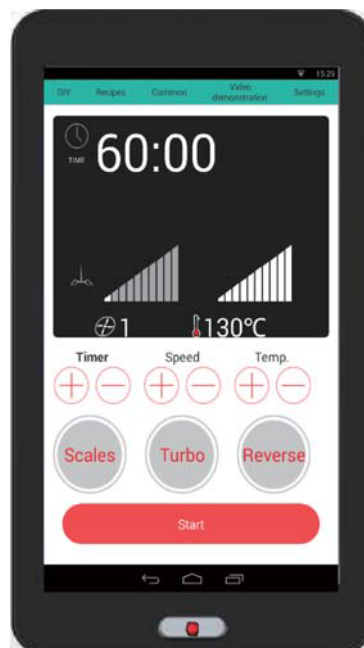 15:29
DIY Recipes Common Video demonstration Settings
TIME 60:00
1 130°C
Timer Speed Temp.
Scales Turbo Reverse
Start